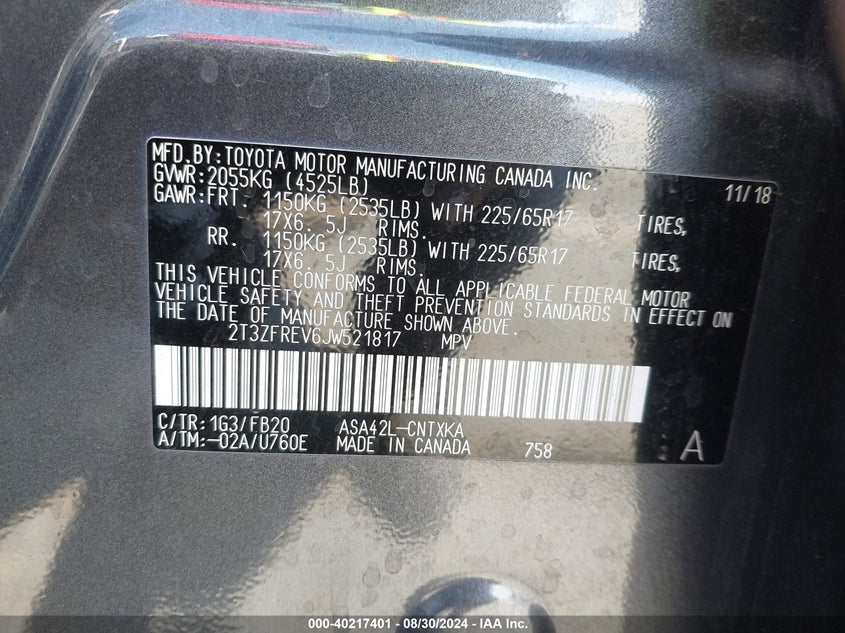 MFD.BY:TOYOTA MOTOR MANUFACTURING CANADA INC. 11/18
GVWR:2055KG (4525LB)
GAWR:FRT. 1150KG (2535LB) WITH 225/65R17 TIRES,
17X6. 5J RIMS.
RR. 1150KG (2535LB) WITH 225/65R17 TIRES,
17X6. 5J RIMS.
THIS VEHICLE CONFORMS TO ALL APPLICABLE FEDERAL MOTOR
VEHICLE SAFETY AND THEFT PREVENTION STANDARDS IN EFFECT ON
THE DATE OF MANUFACTURE SHOWN ABOVE.
2T3ZFREV6JW521817 MPV
C/TR:1G3/FB20 ASA42L-CNTXKA
A/TM:-02A/U760E MADE IN CANADA 758 A
000-40217401 - 08/30/2024 - IAA Inc.